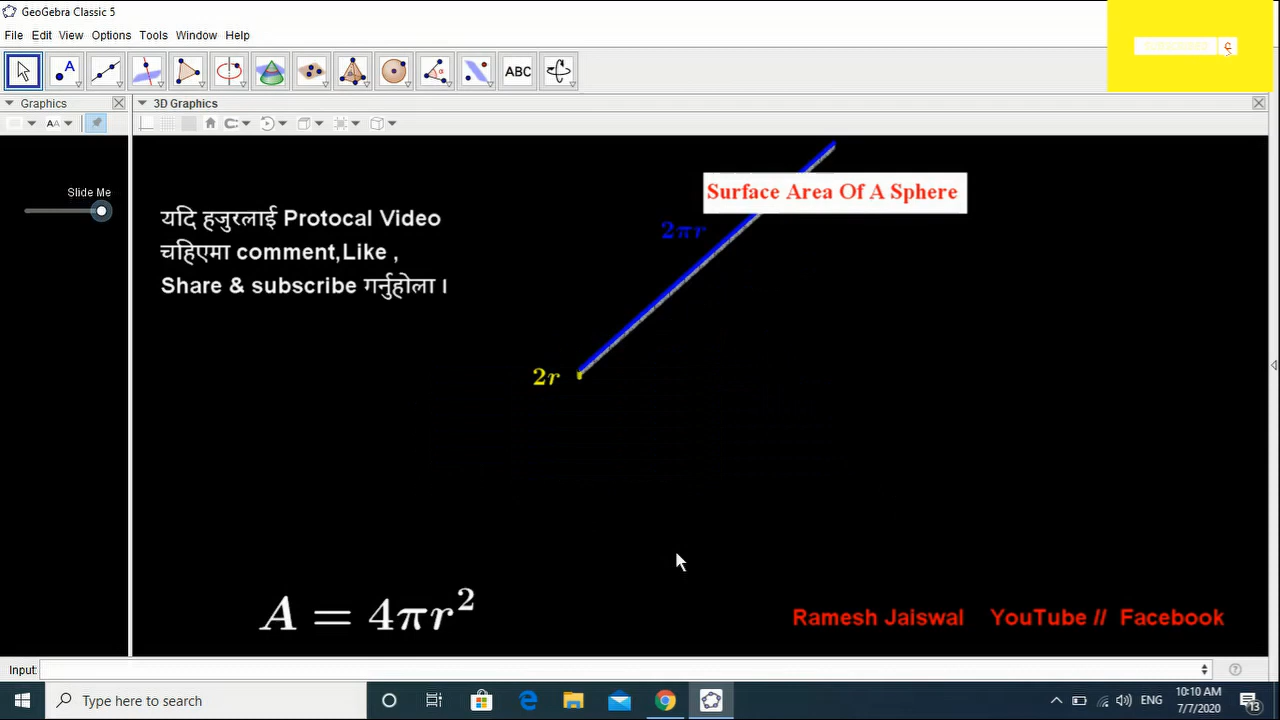 GeoGebra Classic 5
File Edit View Options Tools Window Help
ABC
Graphics
3D Graphics
AA
Slide Me
यदि हजुरलाई Protocal Video
चहिएमा comment,Like ,
Share & subscribe गर्नुहोला ।
Surface Area Of A Sphere
2πr
2r
A = 4πr²
Ramesh Jaiswal YouTube // Facebook
Input:
Type here to search
ENG
10:10 AM
7/7/2020
13